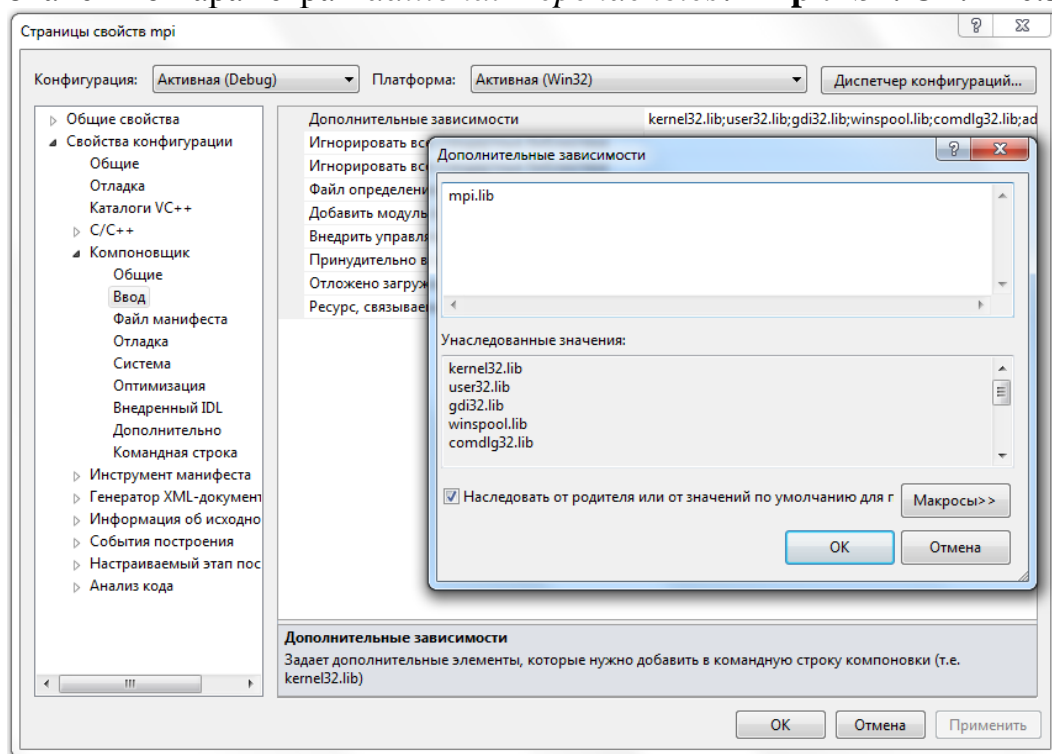 Страницы свойств mpi
Конфигурация: Активная (Debug) Платформа: Активная (Win32) Диспетчер конфигураций...
Общие свойства
Свойства конфигурации
Общие
Отладка
Каталоги VC++
C/C++
Компоновщик
Общие
Ввод
Файл манифеста
Отладка
Система
Оптимизация
Внедренный IDL
Дополнительно
Командная строка
Инструмент манифеста
Генератор XML-документ
Информация об исходно
События построения
Настраиваемый этап пос
Анализ кода
Дополнительные зависимости kernel32.lib;user32.lib;gdi32.lib;winspool.lib;comdlg32.lib;ad
Игнорировать все
Игнорировать все
Файл определени
Добавить модуль
Внедрить управля
Принудительно в
Отложено загруж
Ресурс, связывае
Дополнительные зависимости
mpi.lib
Унаследованные значения:
kernel32.lib
user32.lib
gdi32.lib
winspool.lib
comdlg32.lib
Наследовать от родителя или от значений по умолчанию для г Макросы>>
ОК Отмена
Дополнительные зависимости
Задает дополнительные элементы, которые нужно добавить в командную строку компоновки (т.е.
kernel32.lib)
ОК Отмена Применить